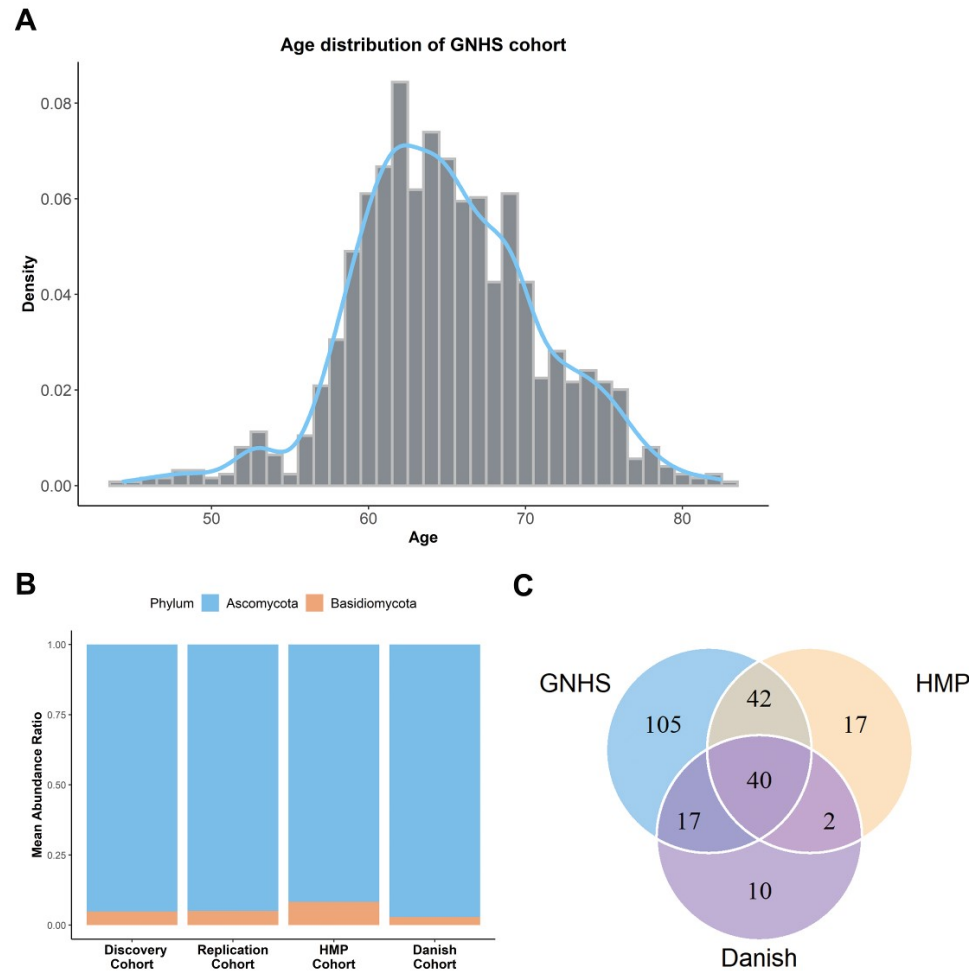 A
Age distribution of GNHS cohort
Density
0.08
0.06
0.04
0.02
0.00
50 60 70 80
Age
B
Phylum Ascomycota Basidiomycota
Mean Abundance Ratio
1.00
0.75
0.50
0.25
0.00
Discovery Replication HMP Danish
Cohort Cohort Cohort Cohort
C
GNHS
HMP
42
105
17
40
17
2
10
Danish